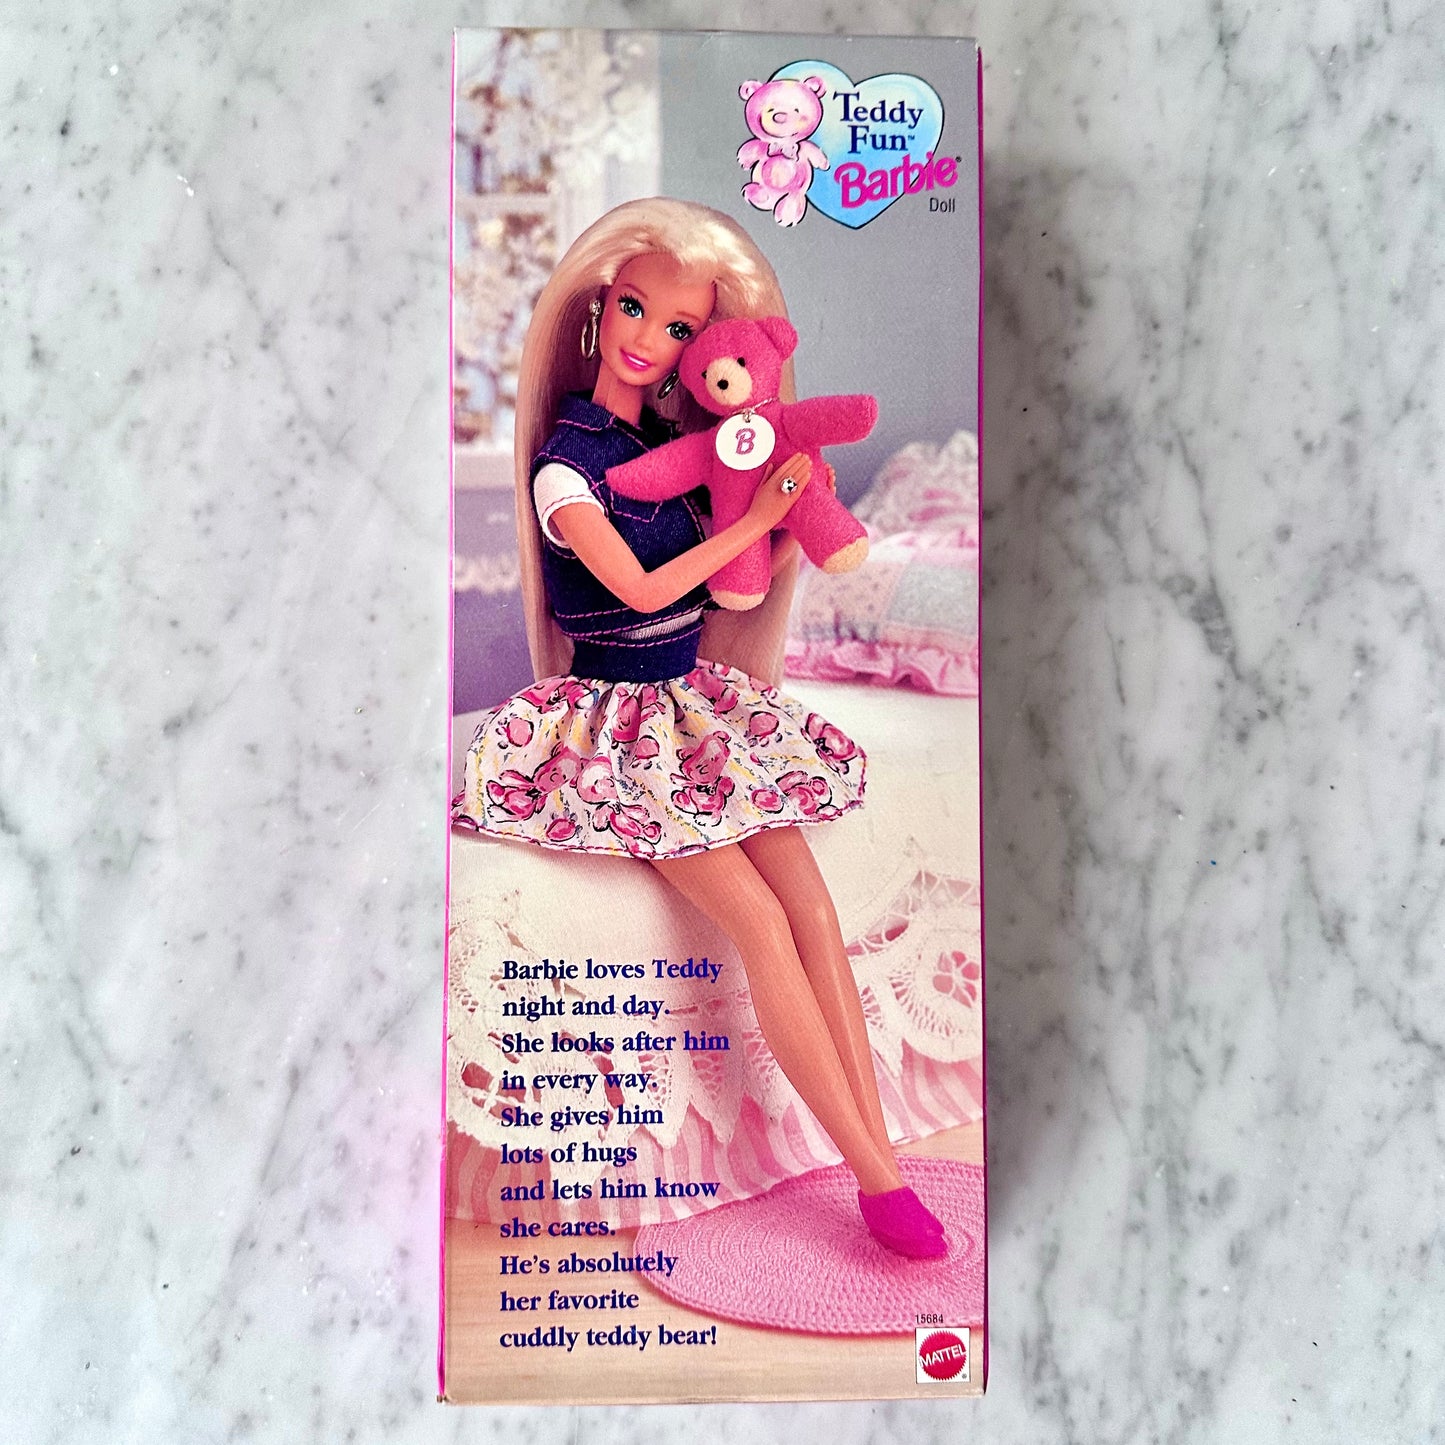 Teddy
Fun™
Barbie®
Doll
B
Barbie loves Teddy
night and day.
She looks after him
in every way.
She gives him
lots of hugs
and lets him know
she cares.
He's absolutely
her favorite
cuddly teddy bear!
15684
MATTEL®